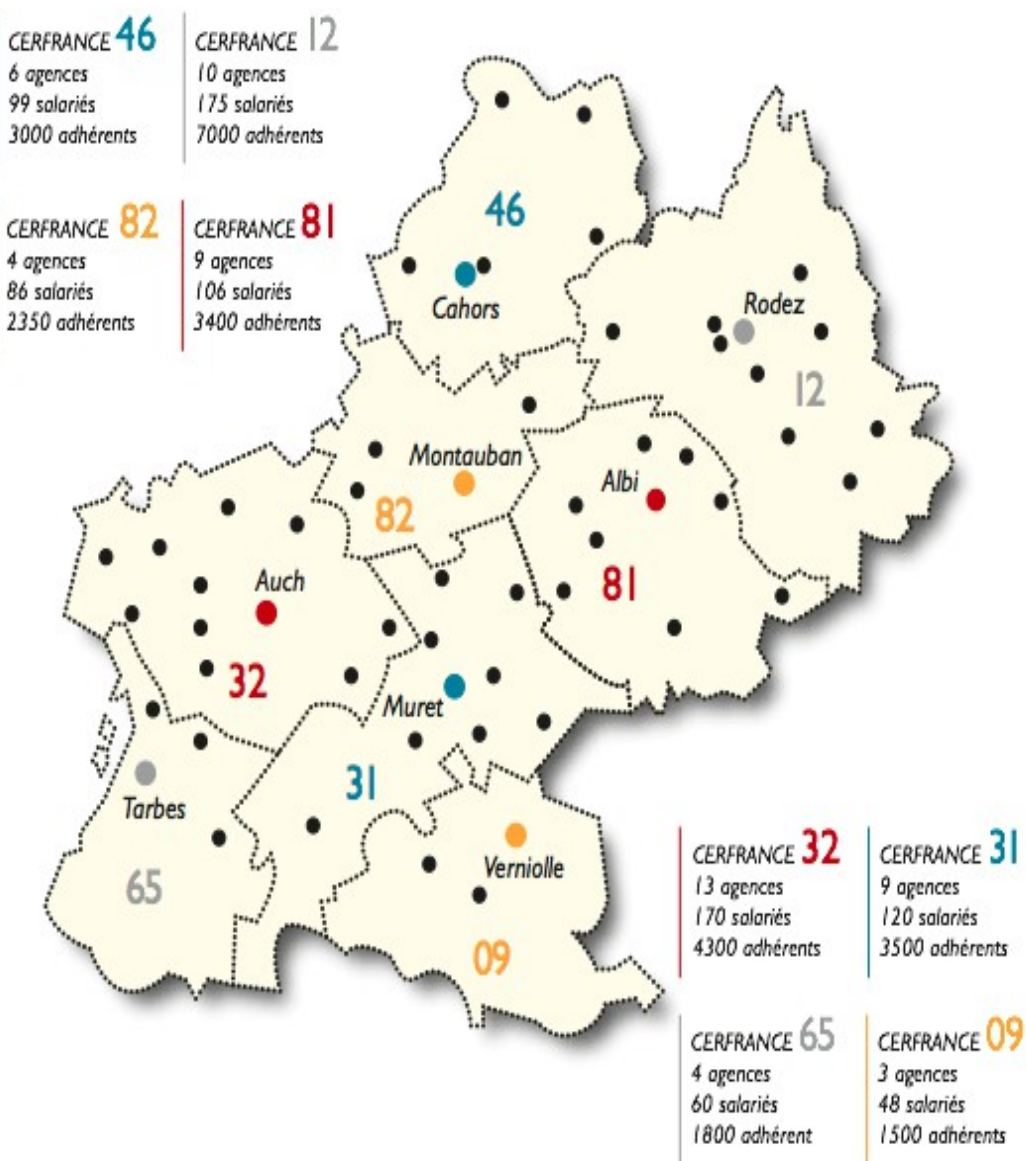 CERFRANCE 46
6 agences
99 salariés
3000 adhérents
CERFRANCE 12
10 agences
175 salariés
7000 adhérents
CERFRANCE 82
4 agences
86 salariés
2350 adhérents
CERFRANCE 81
9 agences
106 salariés
3400 adhérents
46
Cahors
Rodez
12
Montauban
82
Albi
81
Auch
32
Muret
31
Tarbes
65
Verniolle
09
CERFRANCE 32
13 agences
170 salariés
4300 adhérents
CERFRANCE 31
9 agences
120 salariés
3500 adhérents
CERFRANCE 65
4 agences
60 salariés
1800 adhérent
CERFRANCE 09
3 agences
48 salariés
1500 adhérents